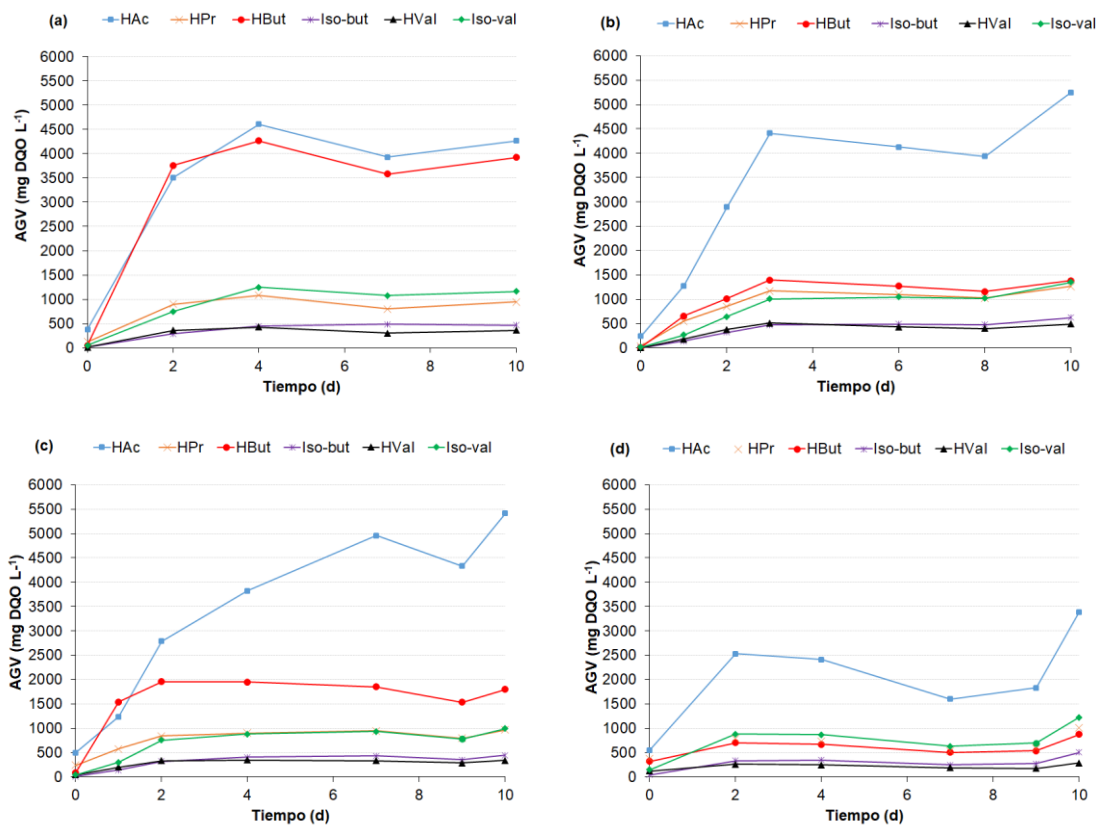 (a) HAc HPr HBut Iso-but HVal Iso-val
6000
5500
5000
4500
4000
3500
3000
2500
2000
1500
1000
500
0
AGV (mg DQO L-1)
0 2 4 6 8 10
Tiempo (d)
(b)
HAc HPr HBut Iso-but HVal Iso-val
6000
5500
5000
4500
4000
3500
3000
2500
2000
1500
1000
500
0
AGV (mg DQO L-1)
0 2 4 6 8 10
Tiempo (d)
(c) HAc HPr HBut Iso-but HVal Iso-val
6000
5500
5000
4500
4000
3500
3000
2500
2000
1500
1000
500
0
AGV (mg DQO L-1)
0 2 4 6 8 10
Tiempo (d)
(d)
HAc HPr HBut Iso-but HVal Iso-val
6000
5500
5000
4500
4000
3500
3000
2500
2000
1500
1000
500
0
AGV (mg DQO L-1)
0 2 4 6 8 10
Tiempo (d)